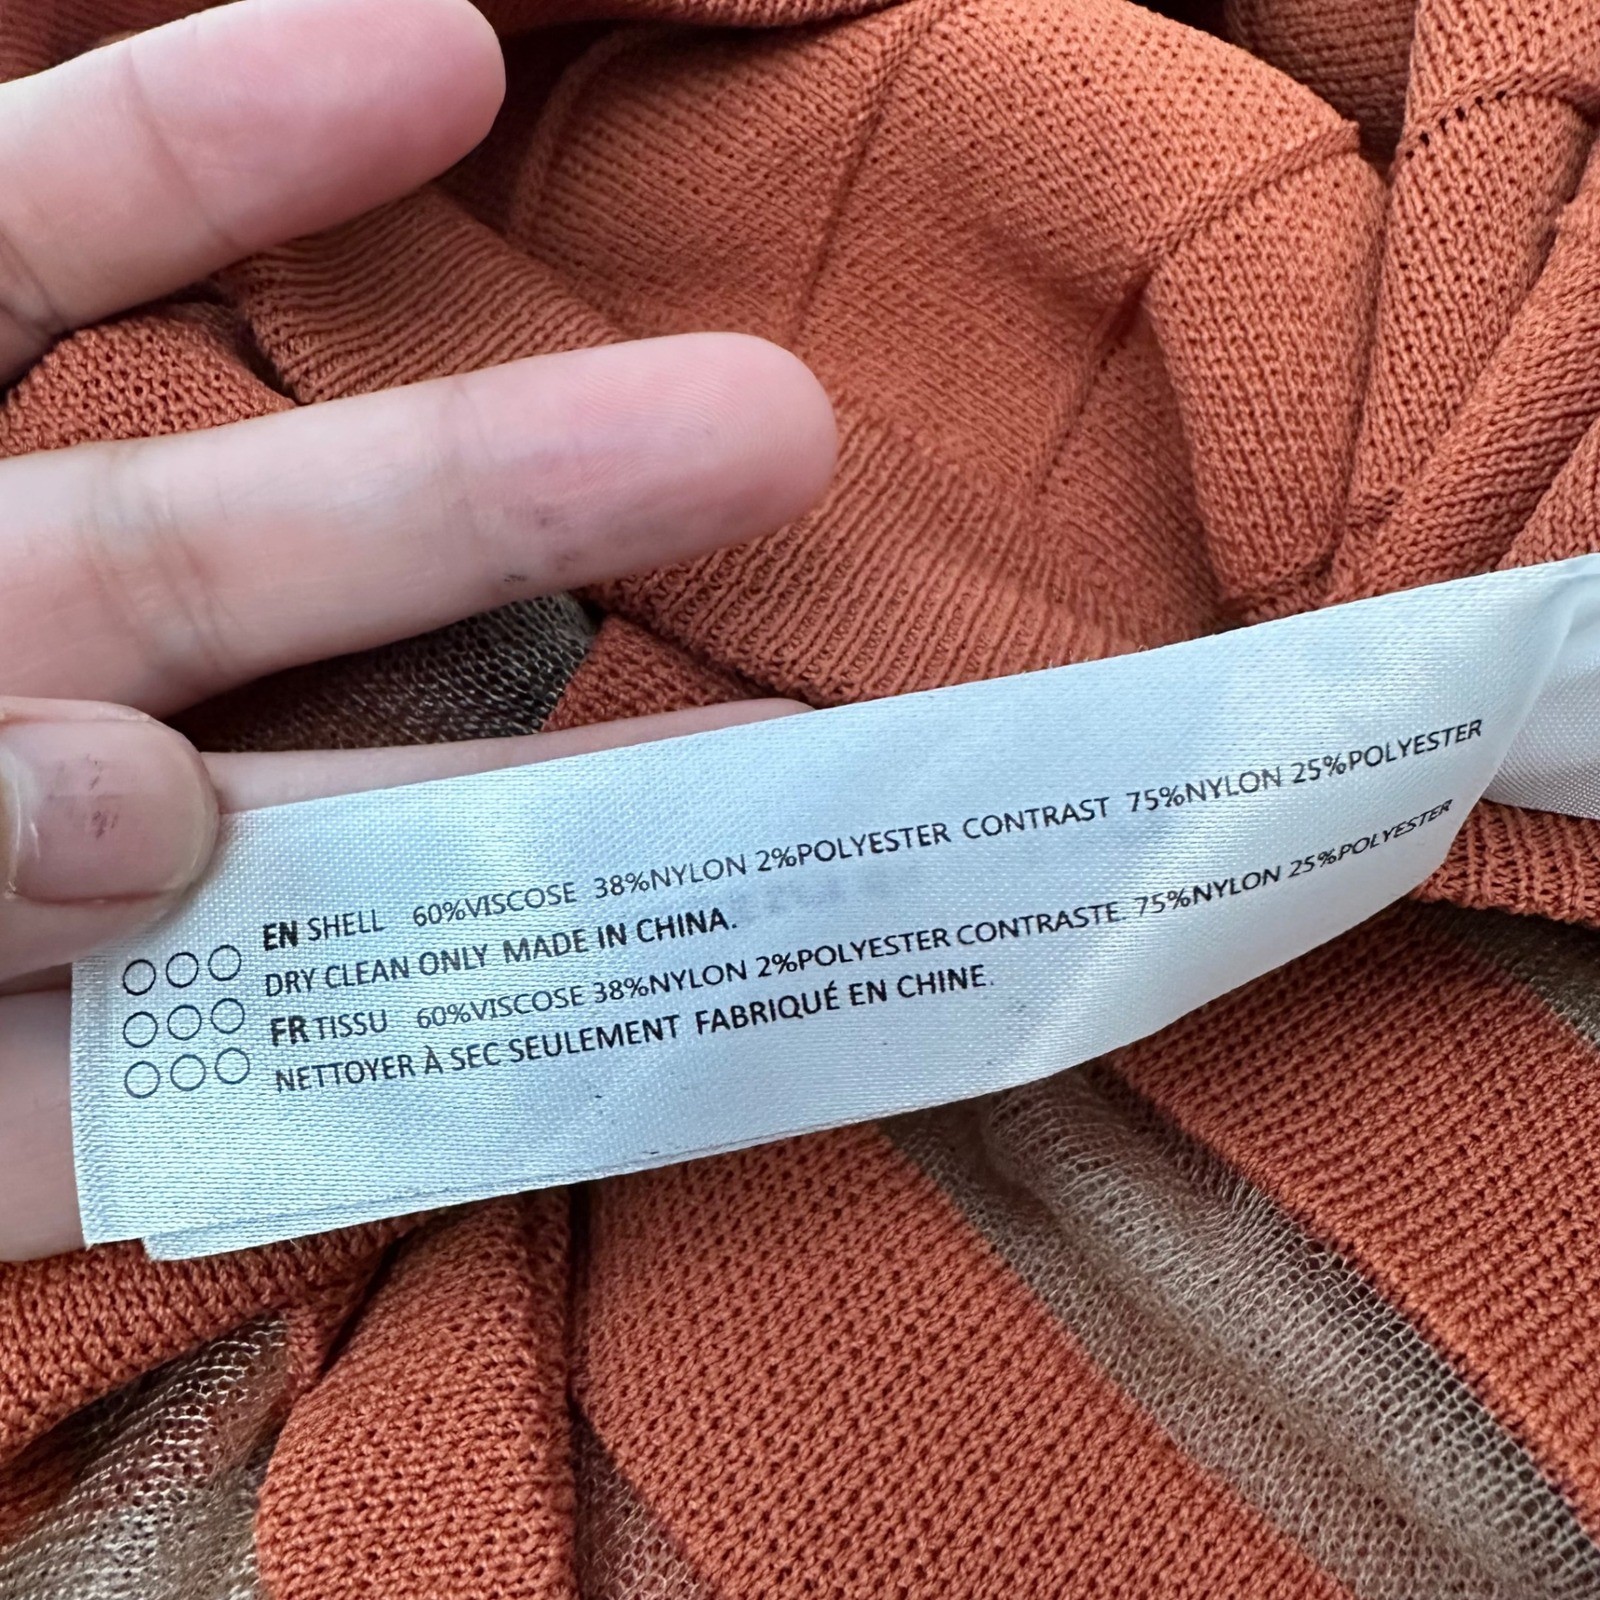 EN SHELL 60%VISCOSE 38%NYLON 2%POLYESTER CONTRAST 75%NYLON 25%POLYESTER
DRY CLEAN ONLY MADE IN CHINA.
FR TISSU 60%VISCOSE 38%NYLON 2%POLYESTER CONTRASTE 75%NYLON 25%POLYESTER
NETTOYER À SEC SEULEMENT FABRIQUÉ EN CHINE.